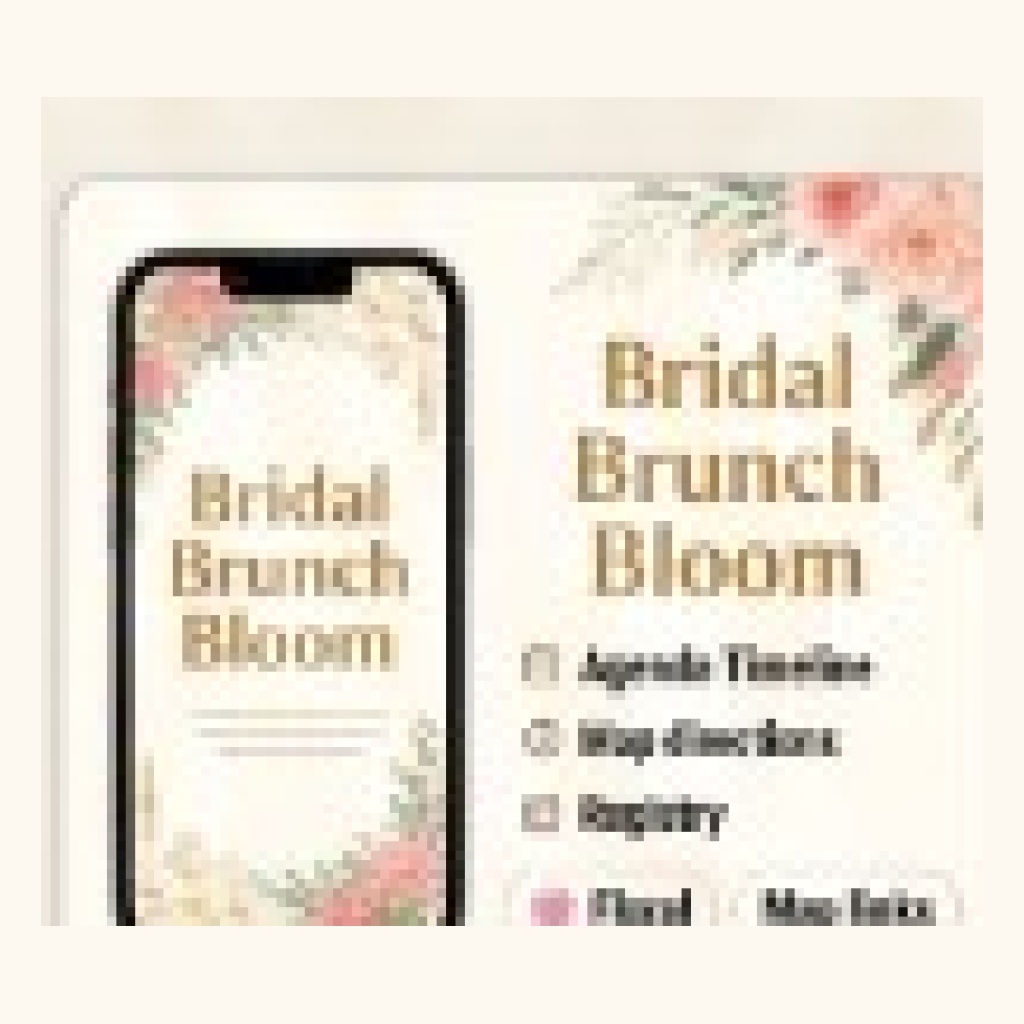 Bridal
Brunch
Bloom
Bridal
Brunch
Bloom
Agenda Timeline
Map directions
Registry
Floral
Map links